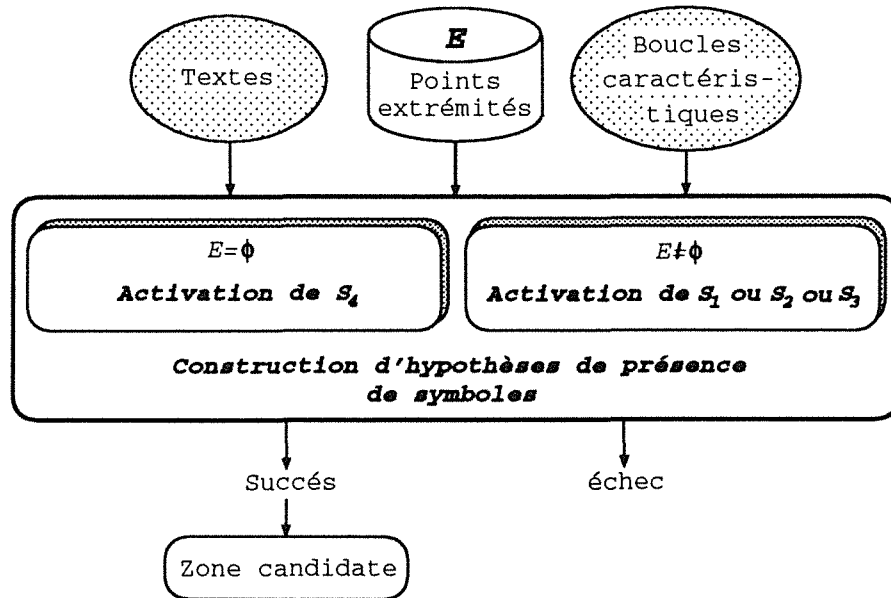 Textes
E
Points
extrémités
Boucles
caractéris-
tiques
E=ϕ
Activation de S₄
E≠ϕ
Activation de S₁ ou S₂ ou S₃
Construction d'hypothèses de présence
de symboles
Succés
échec
Zone candidate